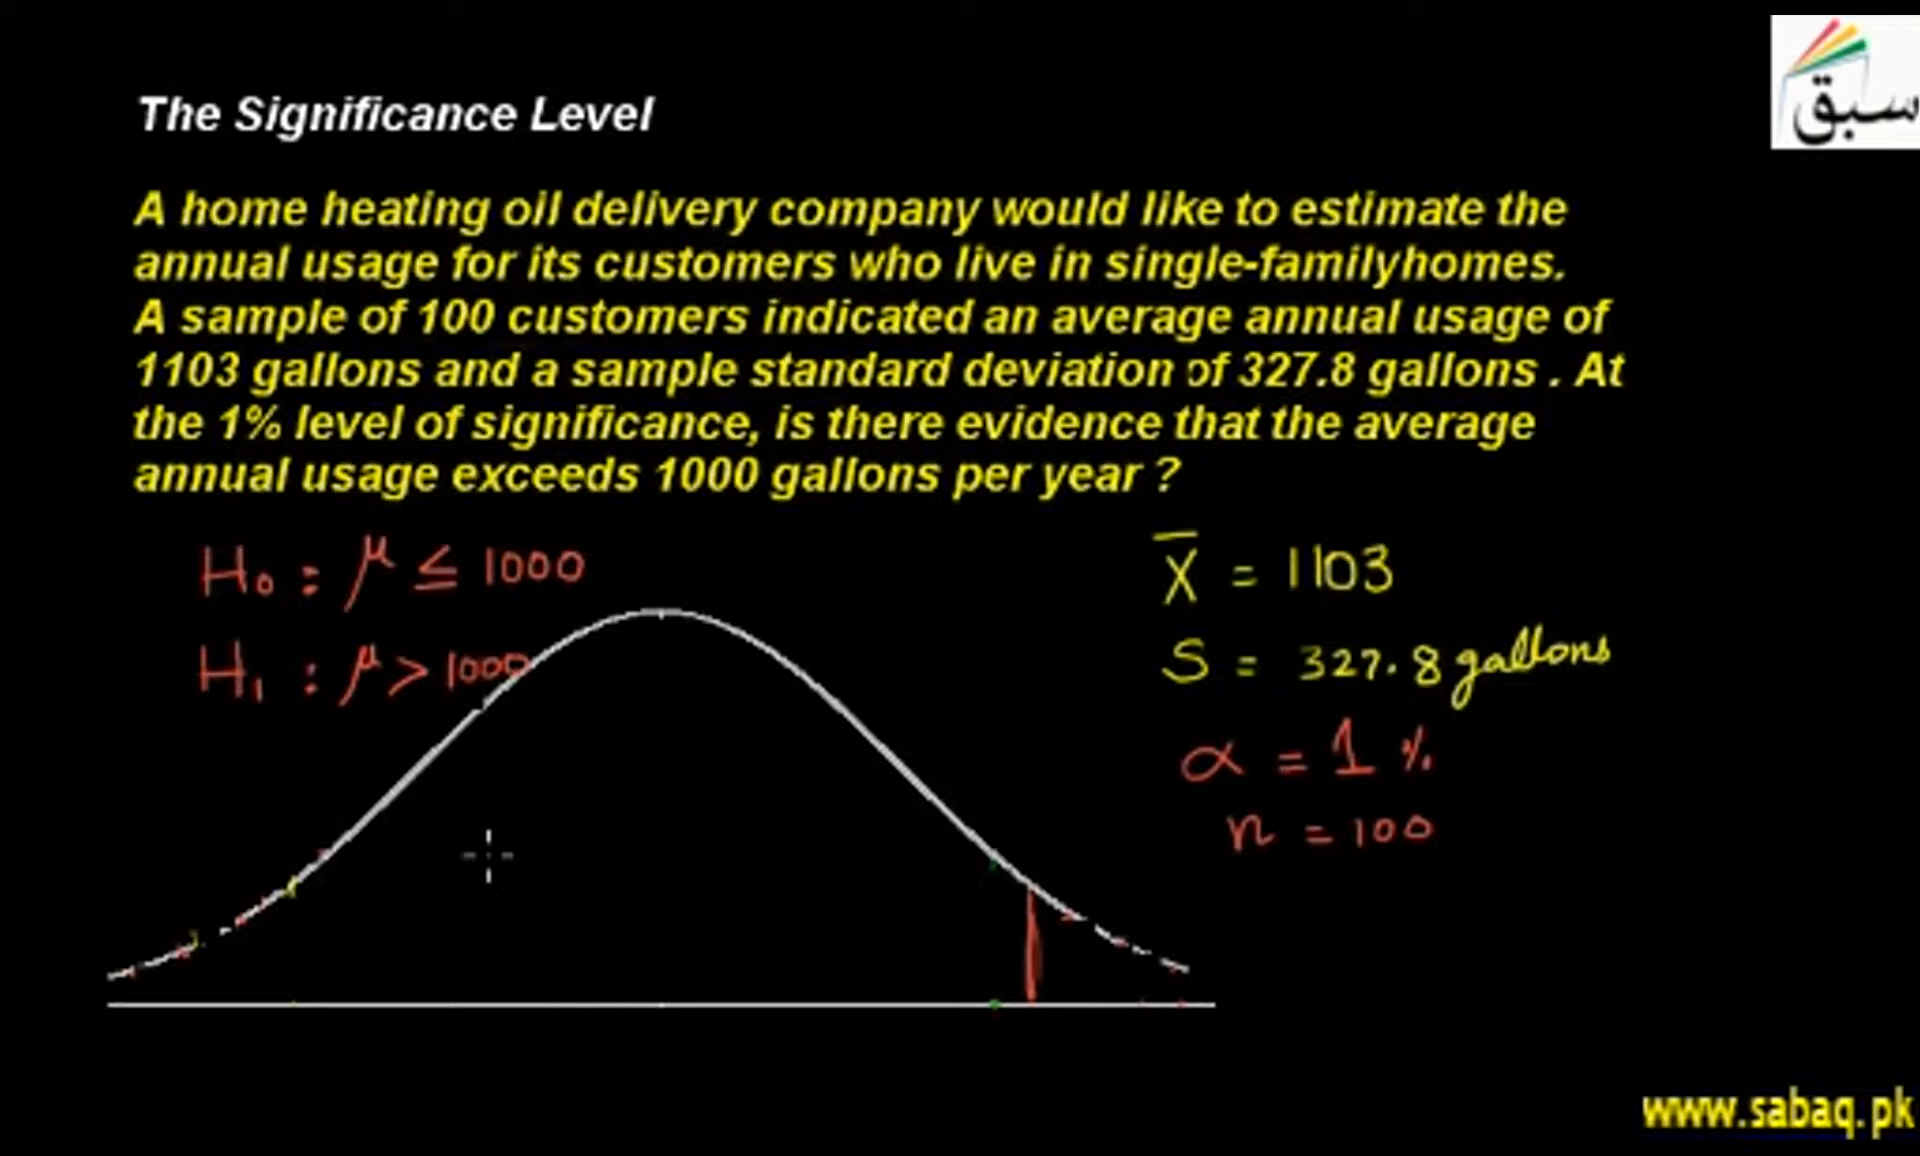 سبق
The Significance Level
A home heating oil delivery company would like to estimate the
annual usage for its customers who live in single-familyhomes.
A sample of 100 customers indicated an average annual usage of
1103 gallons and a sample standard deviation of 327.8 gallons . At
the 1% level of significance, is there evidence that the average
annual usage exceeds 1000 gallons per year ?
H₀ : μ ≤ 1000
H₁ : μ > 1000
X̅ = 1103
S = 327.8 gallons
α = 1 %
n = 100
www.sabaq.pk